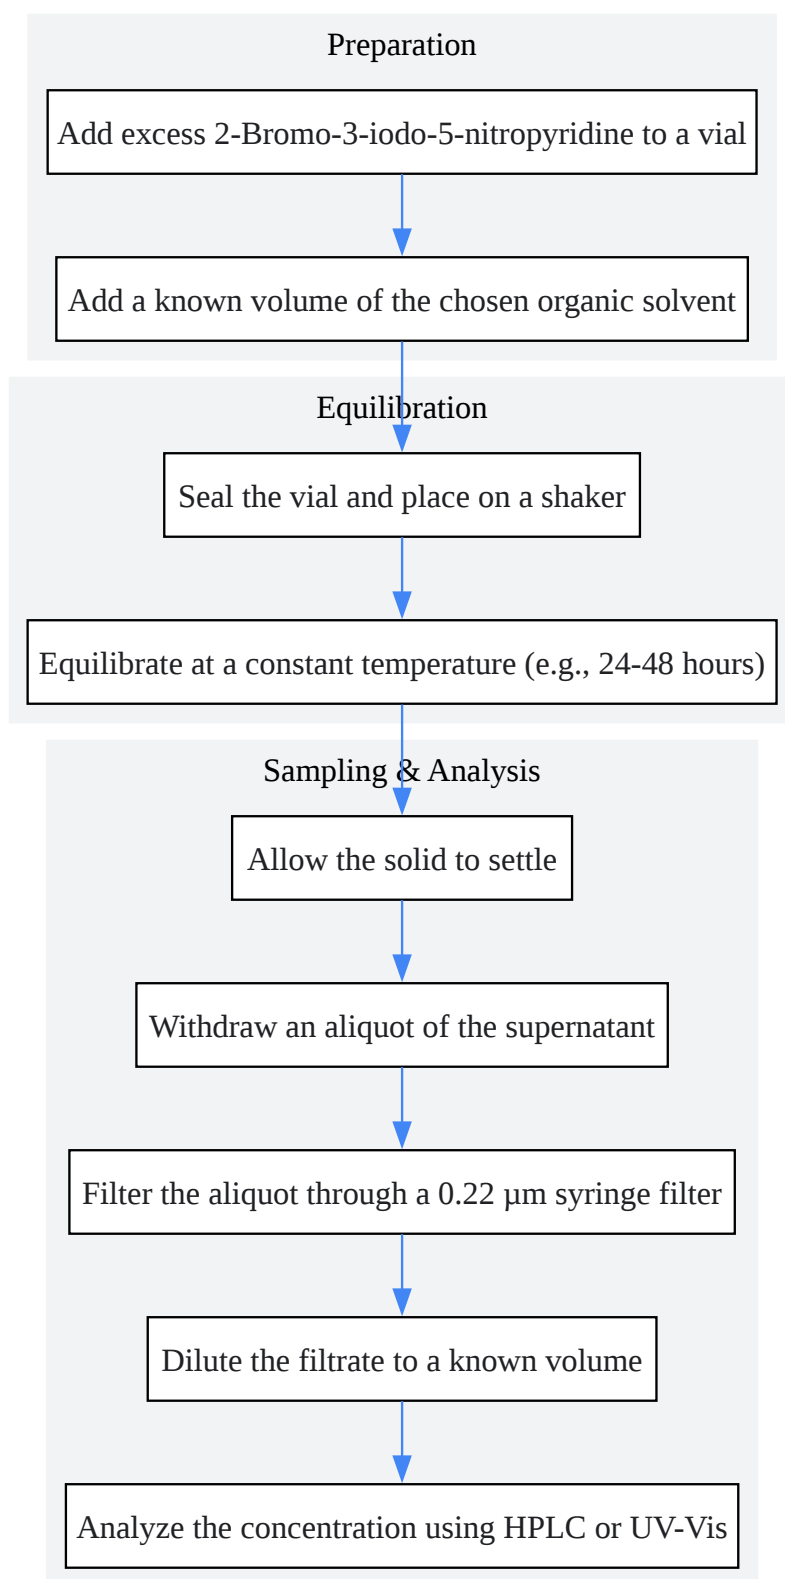 Preparation
Add excess 2-Bromo-3-iodo-5-nitropyridine to a vial
Add a known volume of the chosen organic solvent
Equilibration
Seal the vial and place on a shaker
Equilibrate at a constant temperature (e.g., 24-48 hours)
Sampling & Analysis
Allow the solid to settle
Withdraw an aliquot of the supernatant
Filter the aliquot through a 0.22 µm syringe filter
Dilute the filtrate to a known volume
Analyze the concentration using HPLC or UV-Vis